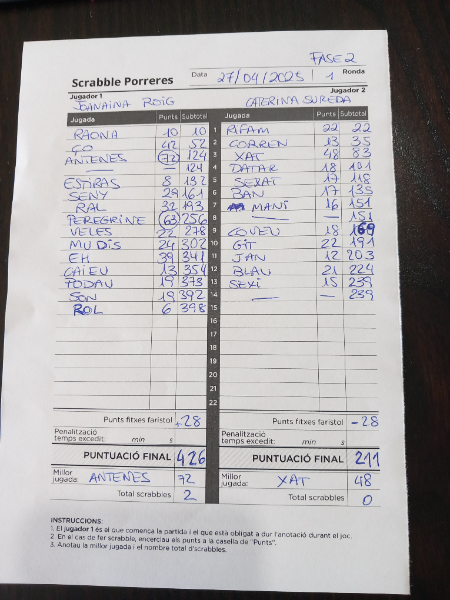 FASE 2
Scrabble Porreres Data 27/04/2025 1 Ronda
Jugador 1 Jugador 2
JOANAINA ROIG CATERINA SUREDA
Jugada Punts Subtotal Jugada Punts Subtotal
RAONA 10 10 1 RIFAM 22 22
ÇO 42 52 2 CORREN 13 35
ANTENES 72 124 3 XAT 48 83
— 124 4 DATAR 18 101
ESTIRAS 8 132 5 SEXAT 17 118
SENY 29 161 6 BAN 17 135
RAL 32 193 7 MANI 16 151
PEREGRINE 63 256 8 — 151
VELES 22 278 9 COVEU 18 169
MUDIS 24 302 10 GIT 22 191
EH 39 341 11 JAN 12 203
CAIEU 13 354 12 BLAU 21 224
PODAU 19 373 13 SEXI 15 239
SON 19 392 14 — 239
ROL 6 398 15
16
17
18
19
20
21
22
Punts fitxes faristol +28 Punts fitxes faristol -28
Penalització temps excedit: min s Penalització temps excedit: min s
PUNTUACIÓ FINAL 426 PUNTUACIÓ FINAL 211
Millor jugada: ANTENES 72 Millor jugada: XAT 48
Total scrabbles 2 Total scrabbles 0
INSTRUCCIONS:
1. El jugador 1 és el que comença la partida i el que està obligat a dur l'anotació durant el joc.
2. En el cas de fer scrabble, encerclau els punts a la casella de "Punts".
3. Anotau la millor jugada i el nombre total d'scrabbles.